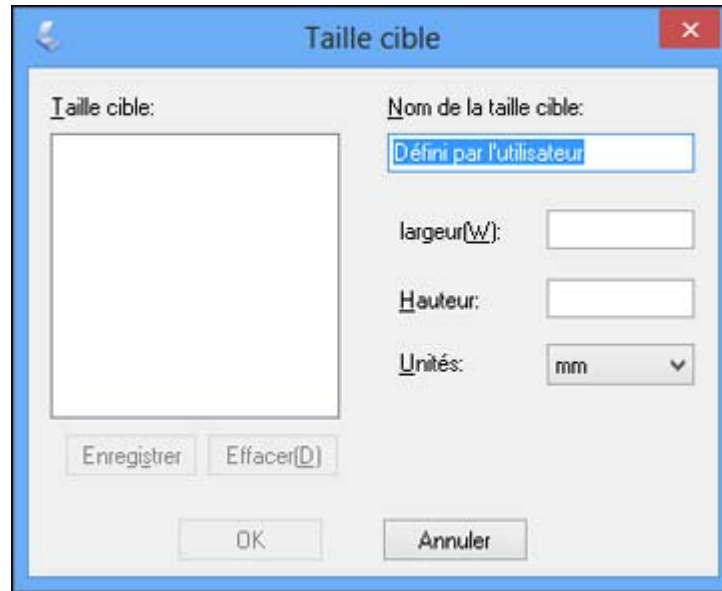 Taille cible
Taille cible:
Nom de la taille cible:
Défini par l'utilisateur
largeur(W):
Hauteur:
Unités:
mm
Enregistrer
Effacer(D)
OK
Annuler